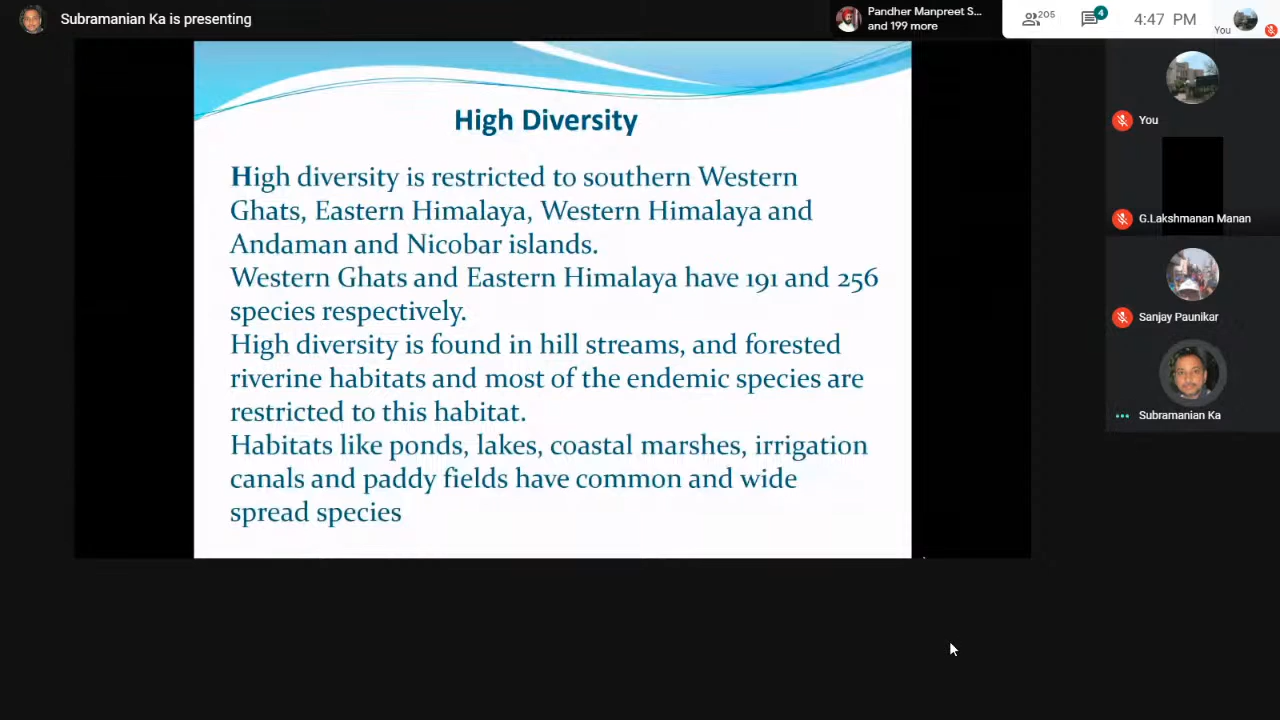 Subramanian Ka is presenting
Pandher Manpreet S...
and 199 more
205
4
4:47 PM
You
High Diversity
High diversity is restricted to southern Western
Ghats, Eastern Himalaya, Western Himalaya and
Andaman and Nicobar islands.
Western Ghats and Eastern Himalaya have 191 and 256
species respectively.
High diversity is found in hill streams, and forested
riverine habitats and most of the endemic species are
restricted to this habitat.
Habitats like ponds, lakes, coastal marshes, irrigation
canals and paddy fields have common and wide
spread species
You
G.Lakshmanan Manan
Sanjay Paunikar
Subramanian Ka